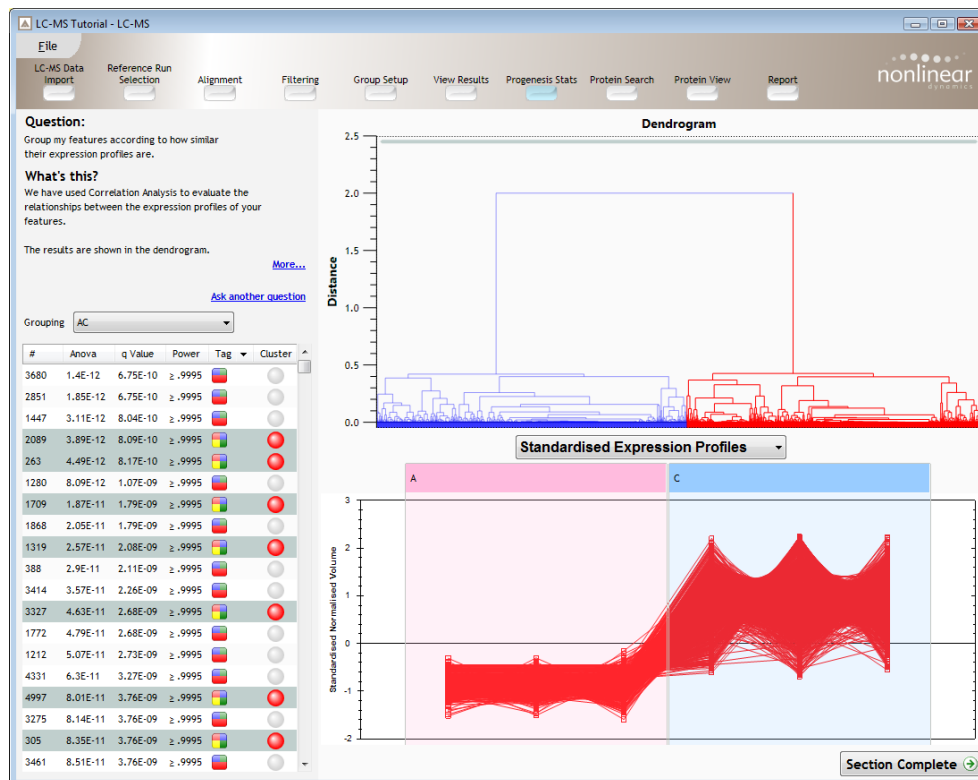 LC-MS Tutorial - LC-MS
File
LC-MS Data Import
Reference Run Selection
Alignment
Filtering
Group Setup
View Results
Progenesis Stats
Protein Search
Protein View
Report
nonlinear
dynamics
Question:
Group my features according to how similar
their expression profiles are.
What's this?
We have used Correlation Analysis to evaluate the
relationships between the expression profiles of your
features.
The results are shown in the dendrogram.
More...
Ask another question
Grouping AC
# Anova q Value Power Tag Cluster
3680 1.4E-12 6.75E-10 ≥ .9995
2851 1.85E-12 6.75E-10 ≥ .9995
1447 3.11E-12 8.04E-10 ≥ .9995
2089 3.89E-12 8.09E-10 ≥ .9995
263 4.49E-12 8.17E-10 ≥ .9995
1280 8.09E-12 1.07E-09 ≥ .9995
1709 1.87E-11 1.79E-09 ≥ .9995
1868 2.05E-11 1.79E-09 ≥ .9995
1319 2.57E-11 2.08E-09 ≥ .9995
388 2.9E-11 2.11E-09 ≥ .9995
3414 3.57E-11 2.26E-09 ≥ .9995
3327 4.63E-11 2.68E-09 ≥ .9995
1772 4.79E-11 2.68E-09 ≥ .9995
1212 5.07E-11 2.73E-09 ≥ .9995
4331 6.3E-11 3.27E-09 ≥ .9995
4997 8.01E-11 3.76E-09 ≥ .9995
3275 8.14E-11 3.76E-09 ≥ .9995
305 8.35E-11 3.76E-09 ≥ .9995
3461 8.51E-11 3.76E-09 ≥ .9995
Dendrogram
Distance
2.5
2.0
1.5
1.0
0.5
0.0
Standardised Expression Profiles
A
C
Standardised Normalised Volume
3
2
1
0
-1
-2
Section Complete